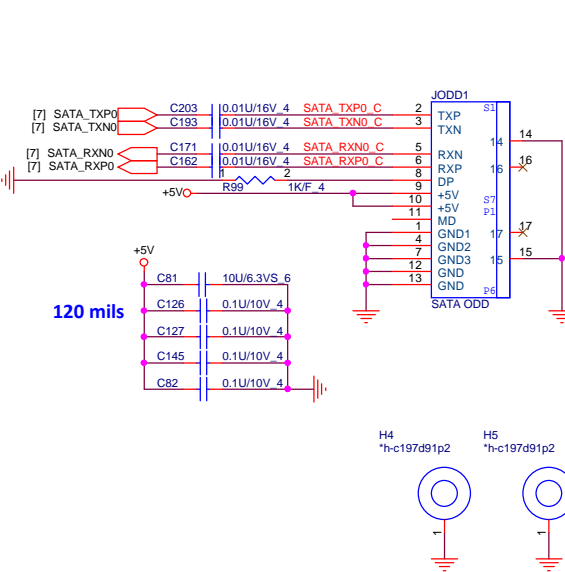 JODD1
[7] SATA_TXP0 C203 0.01U/16V_4 SATA_TXP0_C 2 TXP S1
[7] SATA_TXN0 C193 0.01U/16V_4 SATA_TXN0_C 3 TXN
14 14
[7] SATA_RXN0 C171 0.01U/16V_4 SATA_RXN0_C 5 RXN
[7] SATA_RXP0 C162 0.01U/16V_4 SATA_RXP0_C 6 RXP 16 16
1 2 8 DP
+5V R99 1K/F_4 9 +5V
10 +5V S7
11 MD P1
1 GND1 17 17
4 GND2
7 GND3 15 15
12 GND
13 GND P6
SATA ODD
+5V
C81 10U/6.3VS_6
120 mils
C126 0.1U/10V_4
C127 0.1U/10V_4
C145 0.1U/10V_4
C82 0.1U/10V_4
H4 H5
*h-c197d91p2 *h-c197d91p2
1 1